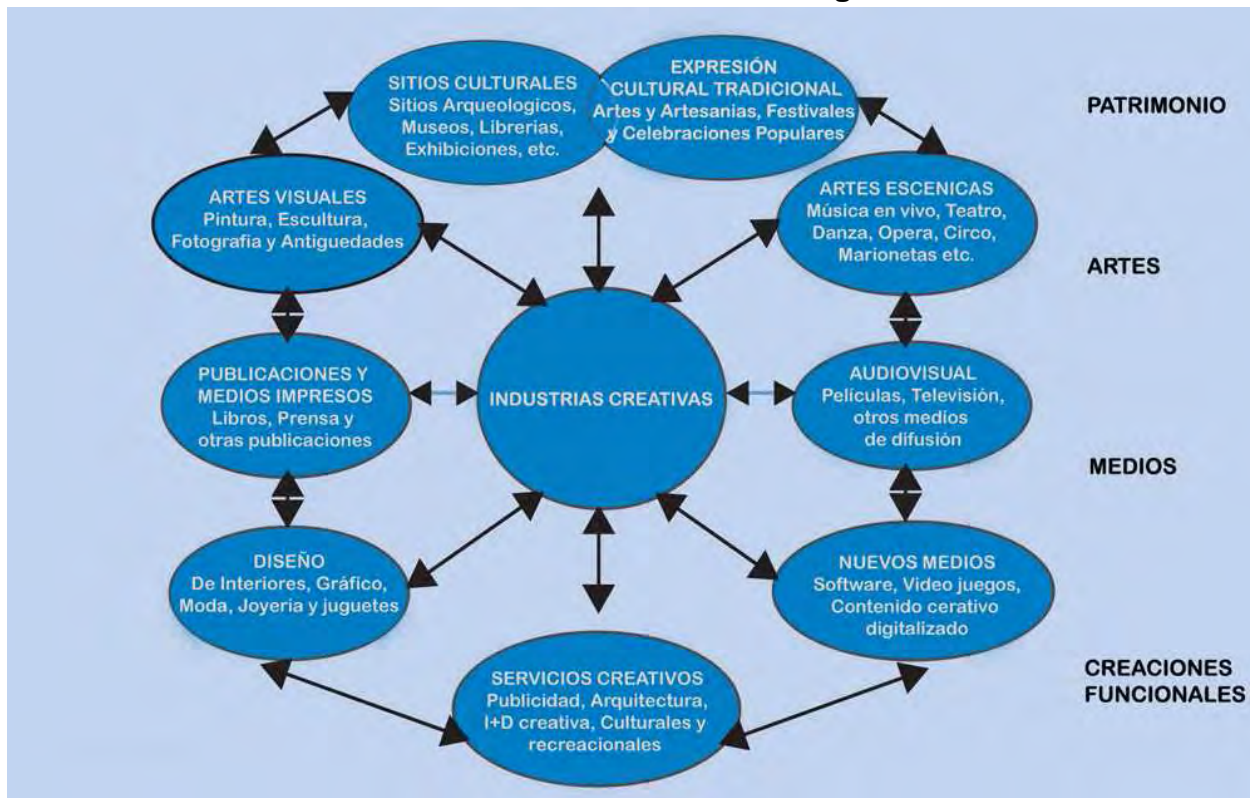 SITIOS CULTURALES
Sitios Arqueologicos,
Museos, Librerias,
Exhibiciones, etc.
EXPRESIÓN
CULTURAL TRADICIONAL
Artes y Artesanias, Festivales
y Celebraciones Populares
PATRIMONIO
ARTES VISUALES
Pintura, Escultura,
Fotografia y Antiguedades
ARTES ESCENICAS
Música en vivo, Teatro,
Danza, Opera, Circo,
Marionetas etc.
ARTES
PUBLICACIONES Y
MEDIOS IMPRESOS
Libros, Prensa y
otras publicaciones
INDUSTRIAS CREATIVAS
AUDIOVISUAL
Películas, Televisión,
otros medios
de difusión
MEDIOS
DISEÑO
De Interiores, Gráfico,
Moda, Joyeria y juguetes
NUEVOS MEDIOS
Software, Video juegos,
Contenido cerativo
digitalizado
SERVICIOS CREATIVOS
Publicidad, Arquitectura,
I+D creativa, Culturales y
recreacionales
CREACIONES
FUNCIONALES